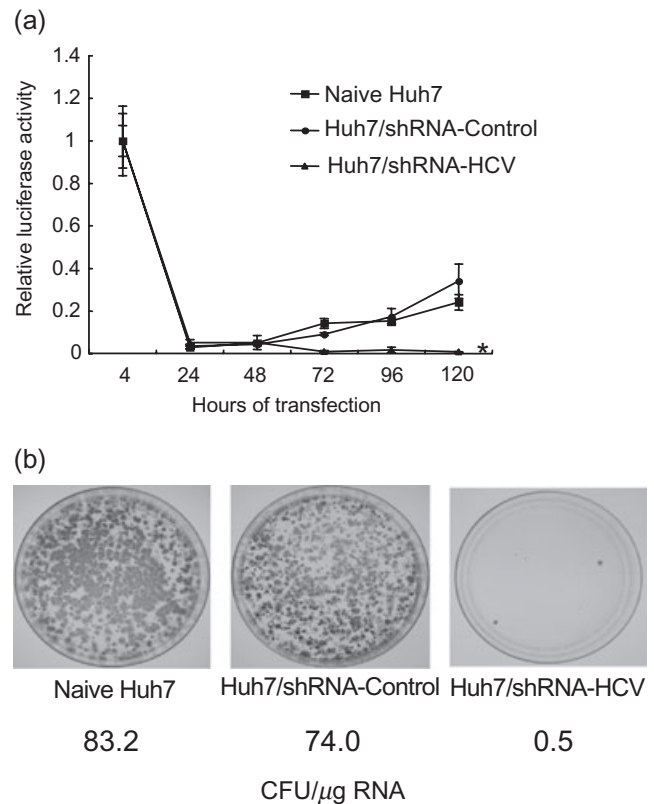 (a)
Relative luciferase activity
1.4
1.2
1
0.8
0.6
0.4
0.2
0
4 24 48 72 96 120
Hours of transfection
Naive Huh7
Huh7/shRNA-Control
Huh7/shRNA-HCV
*
(b)
Naive Huh7 Huh7/shRNA-Control Huh7/shRNA-HCV
83.2 74.0 0.5
CFU/μg RNA